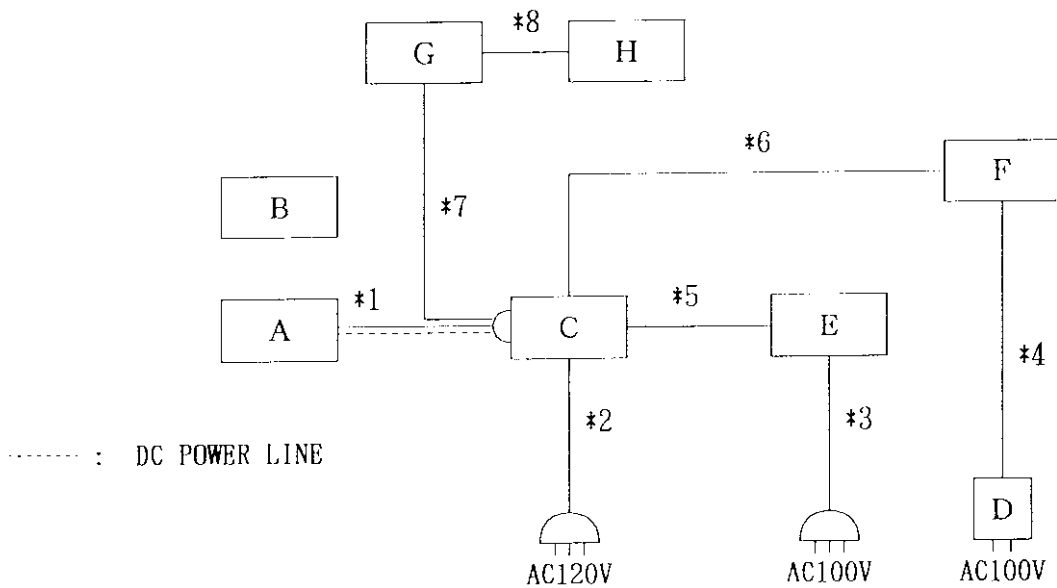 *8
G
H
*6
F
B
*7
*1
*5
A
C
E
*4
*2
*3
: DC POWER LINE
D
AC120V
AC100V
AC100V